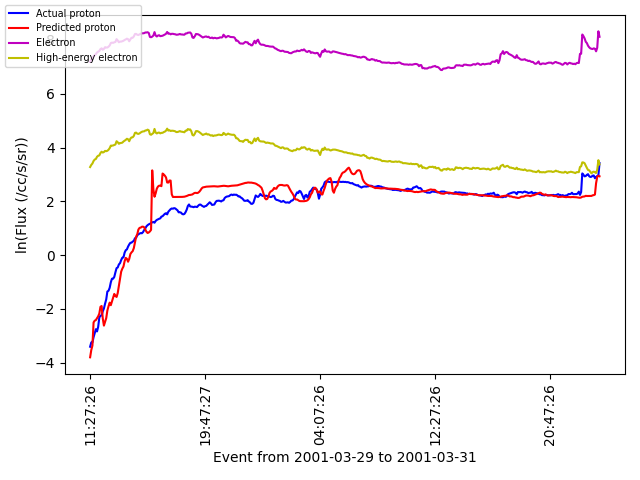 Actual proton
Predicted proton
Electron
High-energy electron
6
4
2
0
−2
−4
ln(Flux (/cc/s/sr))
11:27:26
19:47:27
04:07:26
12:27:26
20:47:26
Event from 2001-03-29 to 2001-03-31